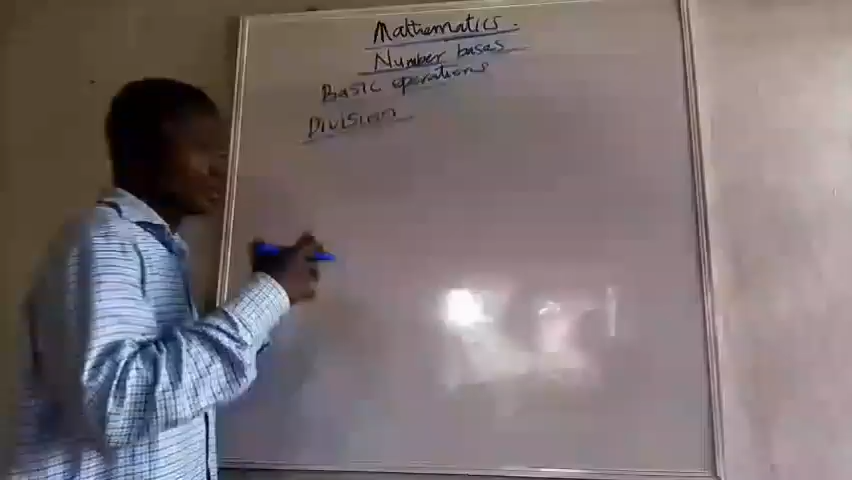 Mathematics.
Number bases
Basic operations
Division